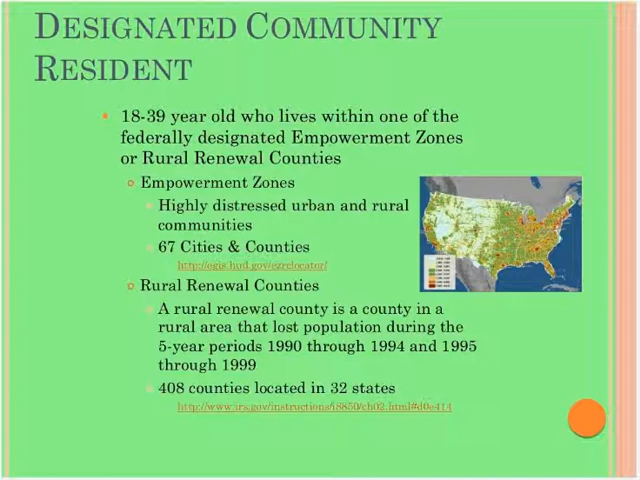 DESIGNATED COMMUNITY
RESIDENT
18-39 year old who lives within one of the
federally designated Empowerment Zones
or Rural Renewal Counties
Empowerment Zones
Highly distressed urban and rural
communities
67 Cities & Counties
http://egis.hud.gov/ezrclocator/
Rural Renewal Counties
A rural renewal county is a county in a
rural area that lost population during the
5-year periods 1990 through 1994 and 1995
through 1999
408 counties located in 32 states
http://www.irs.gov/instructions/i8850/ch02.html#d0e414